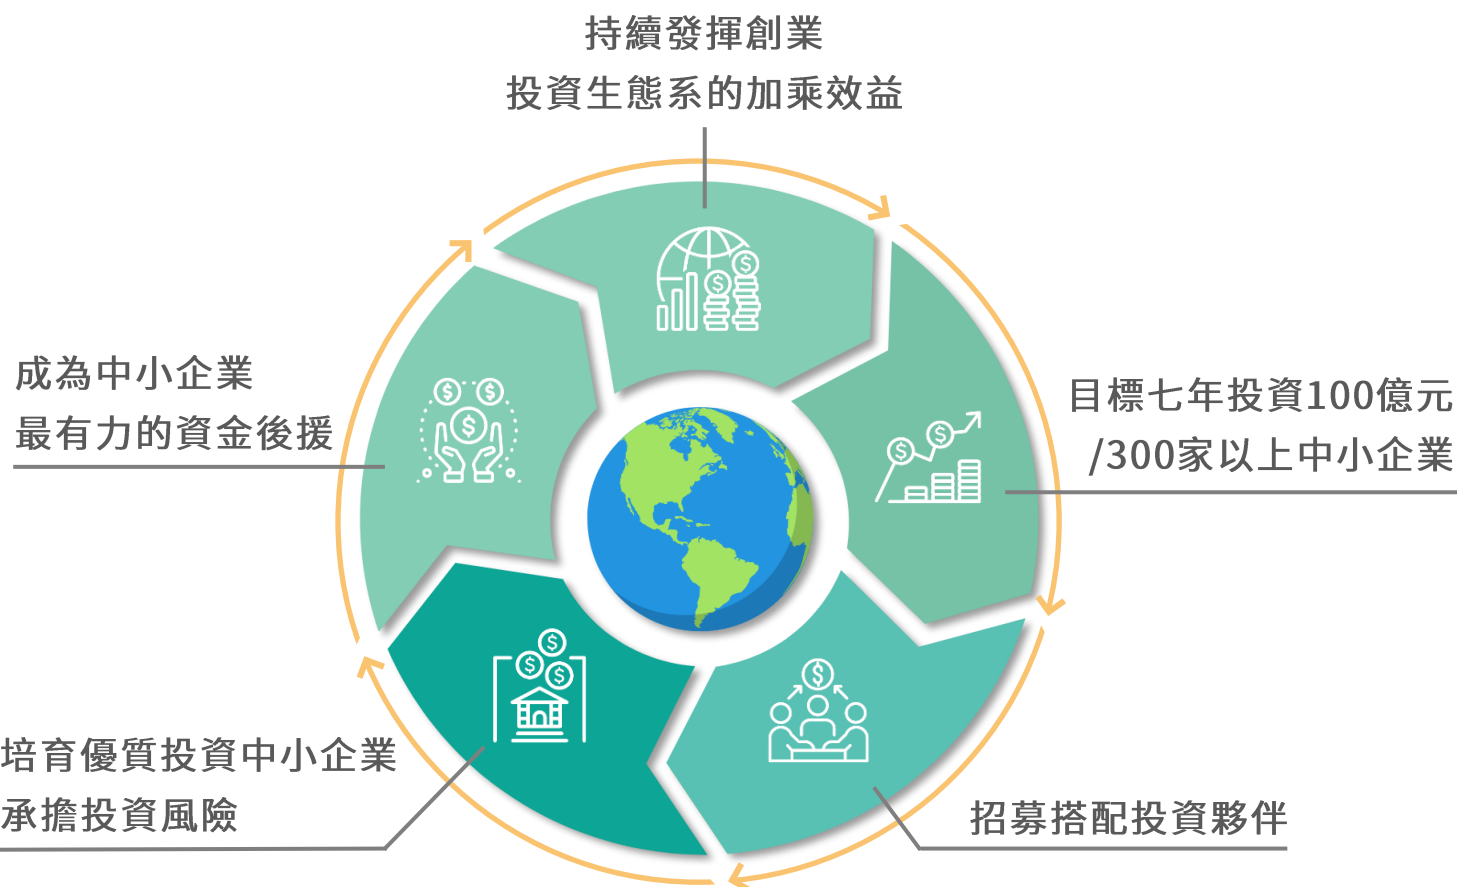 持續發揮創業
投資生態系的加乘效益
目標七年投資100億元
/300家以上中小企業
招募搭配投資夥伴
培育優質投資中小企業
承擔投資風險
成為中小企業
最有力的資金後援